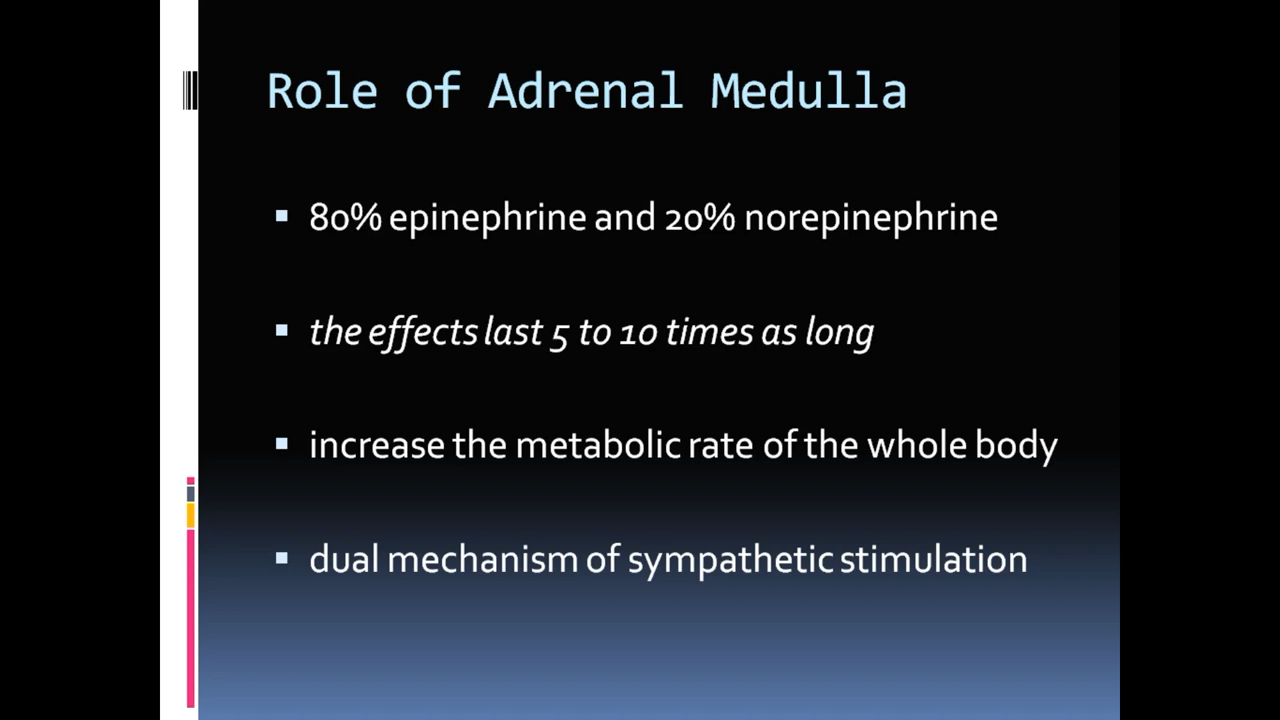 Role of Adrenal Medulla
▪ 80% epinephrine and 20% norepinephrine
▪ the effects last 5 to 10 times as long
▪ increase the metabolic rate of the whole body
▪ dual mechanism of sympathetic stimulation